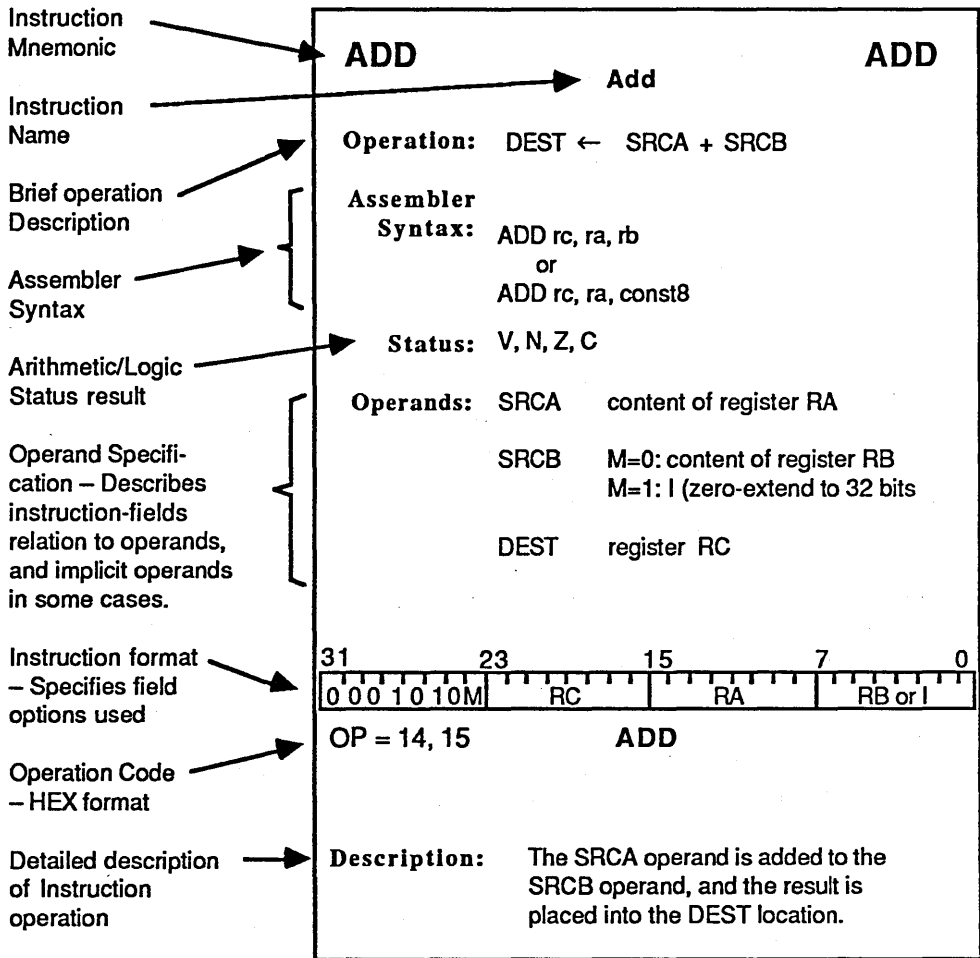 Instruction
Mnemonic
Instruction
Name
Brief operation
Description
Assembler
Syntax
Arithmetic/Logic
Status result
Operand Specifi-
cation – Describes
instruction-fields
relation to operands,
and implicit operands
in some cases.
Instruction format
– Specifies field
options used
Operation Code
– HEX format
Detailed description
of Instruction
operation
ADD ADD
Add
Operation: DEST ← SRCA + SRCB
Assembler
Syntax: ADD rc, ra, rb
or
ADD rc, ra, const8
Status: V, N, Z, C
Operands: SRCA content of register RA
SRCB M=0: content of register RB
M=1: I (zero-extend to 32 bits
DEST register RC
31 23 15 7 0
0 0 0 1 0 1 0 M RC RA RB or I
OP = 14, 15 ADD
Description: The SRCA operand is added to the
SRCB operand, and the result is
placed into the DEST location.